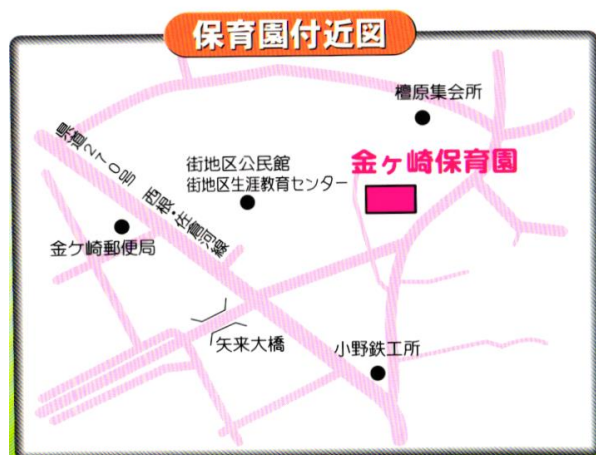 保育園付近図
檀原集会所
県道270号 西根・佐倉河線
街地区公民館
街地区生涯教育センター
金ヶ崎保育園
金ケ崎郵便局
矢来大橋
小野鉄工所